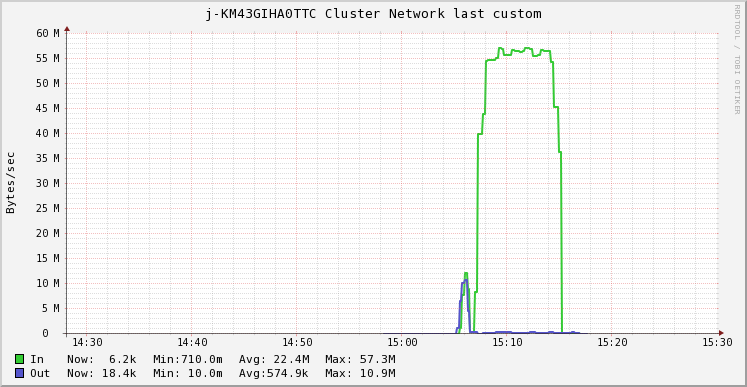 j-KM43GIHA0TTC Cluster Network last custom
RRDTOOL / TOBI OETIKER
Bytes/sec
60 M
55 M
50 M
45 M
40 M
35 M
30 M
25 M
20 M
15 M
10 M
5 M
0
14:30 14:40 14:50 15:00 15:10 15:20 15:30
In Now: 6.2k Min:710.0m Avg: 22.4M Max: 57.3M
Out Now: 18.4k Min: 10.0m Avg:574.9k Max: 10.9M